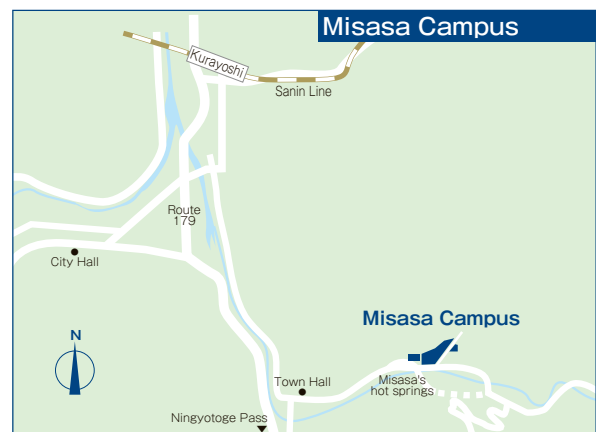 Misasa Campus
Kurayoshi
Sanin Line
Route
179
City Hall
Misasa Campus
N
Town Hall
Misasa's
hot springs
Ningyotoge Pass